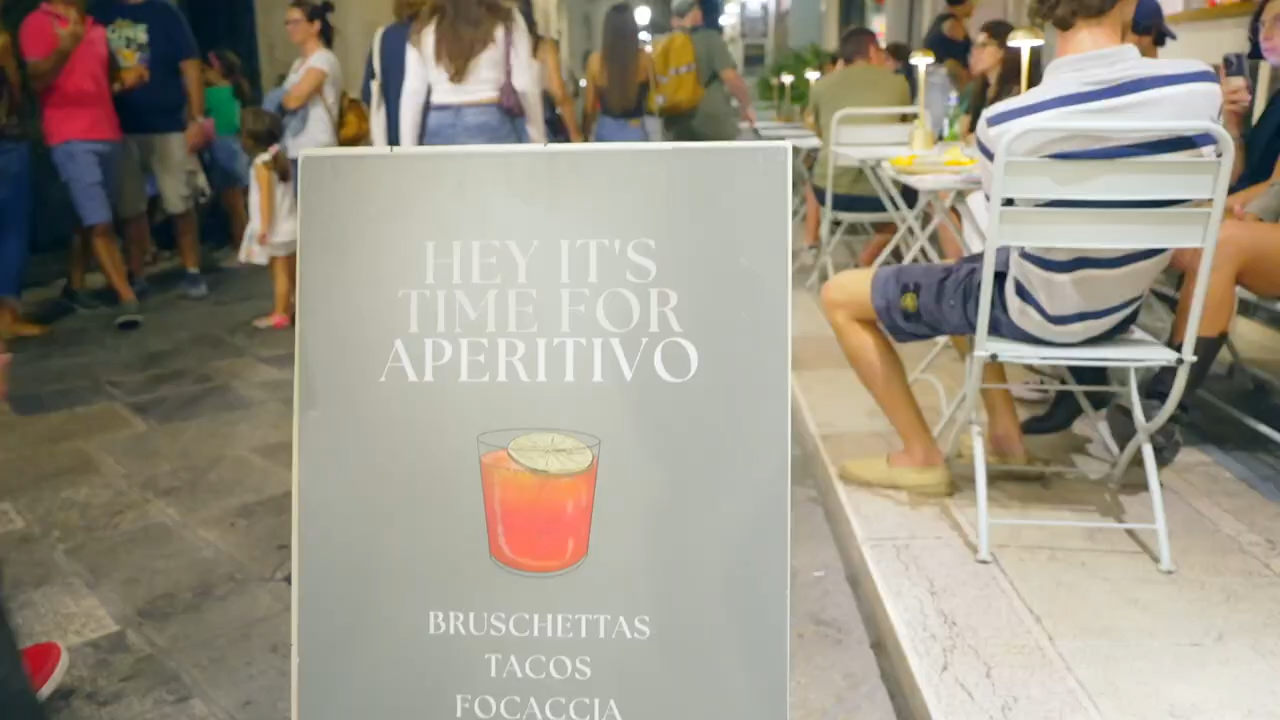 HEY IT'S
TIME FOR
APERITIVO
BRUSCHETTAS
TACOS
FOCACCIA